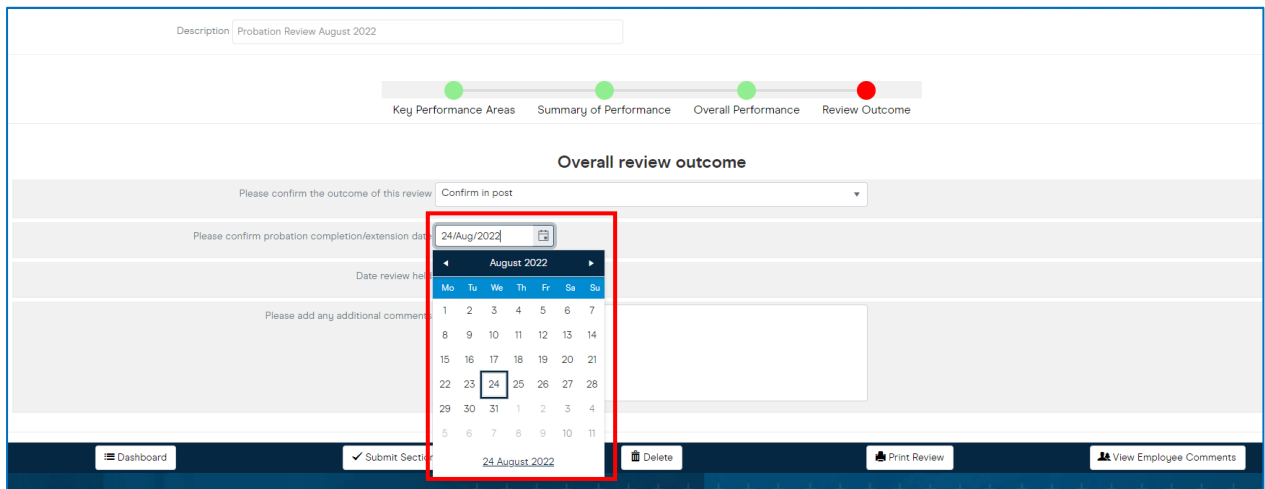 Description Probation Review August 2022
Key Performance Areas Summary of Performance Overall Performance Review Outcome
Overall review outcome
Please confirm the outcome of this review Confirm in post
Please confirm probation completion/extension date 24/Aug/2022
August 2022
Date review held
Mo Tu We Th Fr Sa Su
Please add any additional comments
1 2 3 4 5 6 7
8 9 10 11 12 13 14
15 16 17 18 19 20 21
22 23 24 25 26 27 28
29 30 31 1 2 3 4
5 6 7 8 9 10 11
24 August 2022
Dashboard Submit Section Delete Print Review View Employee Comments